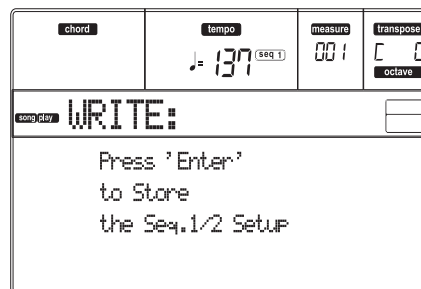 chord tempo measure transpose
♩= 137 seq 1 001 C 0
octave
song play WRITE:
Press 'Enter'
to Store
the Seq.1/2 Setup